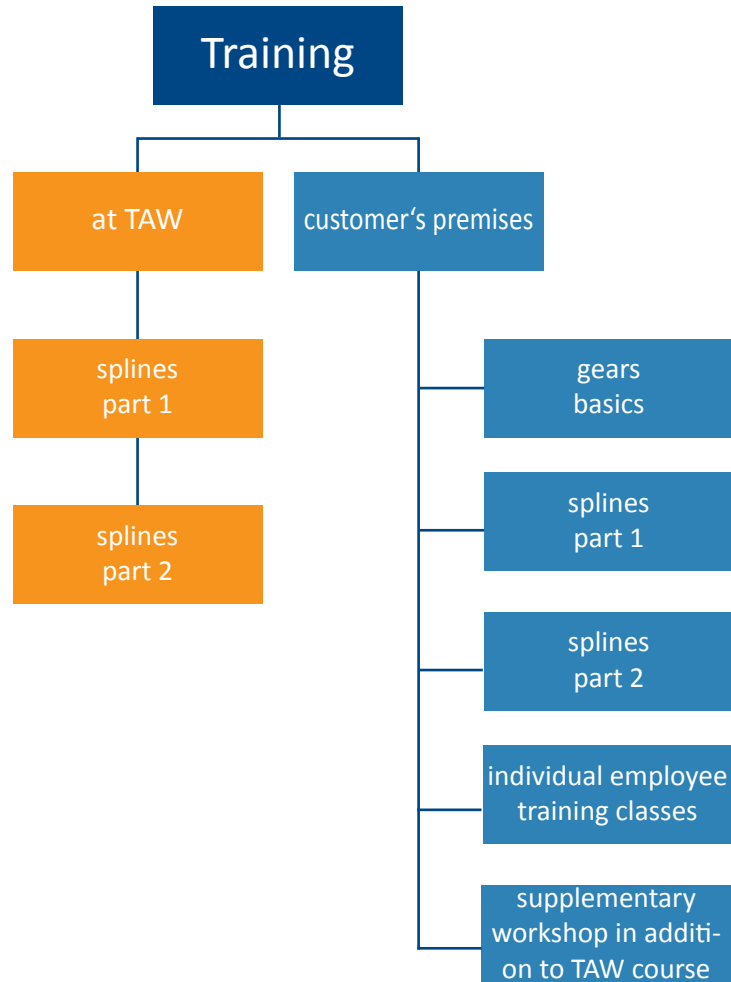 Training
at TAW
customer‘s premises
splines
part 1
splines
part 2
gears
basics
splines
part 1
splines
part 2
individual employee
training classes
supplementary
workshop in additi-
on to TAW course